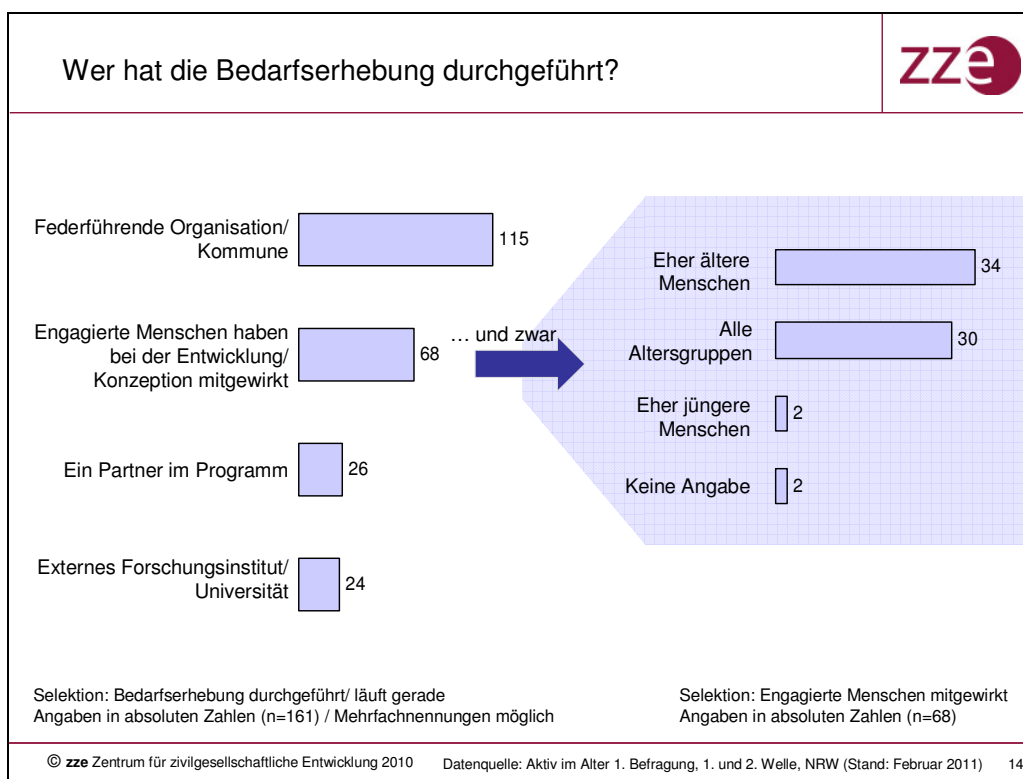 Wer hat die Bedarfserhebung durchgeführt?
zze
Federführende Organisation/
Kommune
115
Engagierte Menschen haben
bei der Entwicklung/
Konzeption mitgewirkt
68
… und zwar
Ein Partner im Programm
26
Externes Forschungsinstitut/
Universität
24
Eher ältere
Menschen
34
Alle
Altersgruppen
30
Eher jüngere
Menschen
2
Keine Angabe
2
Selektion: Bedarfserhebung durchgeführt/ läuft gerade
Angaben in absoluten Zahlen (n=161) / Mehrfachnennungen möglich
Selektion: Engagierte Menschen mitgewirkt
Angaben in absoluten Zahlen (n=68)
© zze Zentrum für zivilgesellschaftliche Entwicklung 2010 Datenquelle: Aktiv im Alter 1. Befragung, 1. und 2. Welle, NRW (Stand: Februar 2011) 14